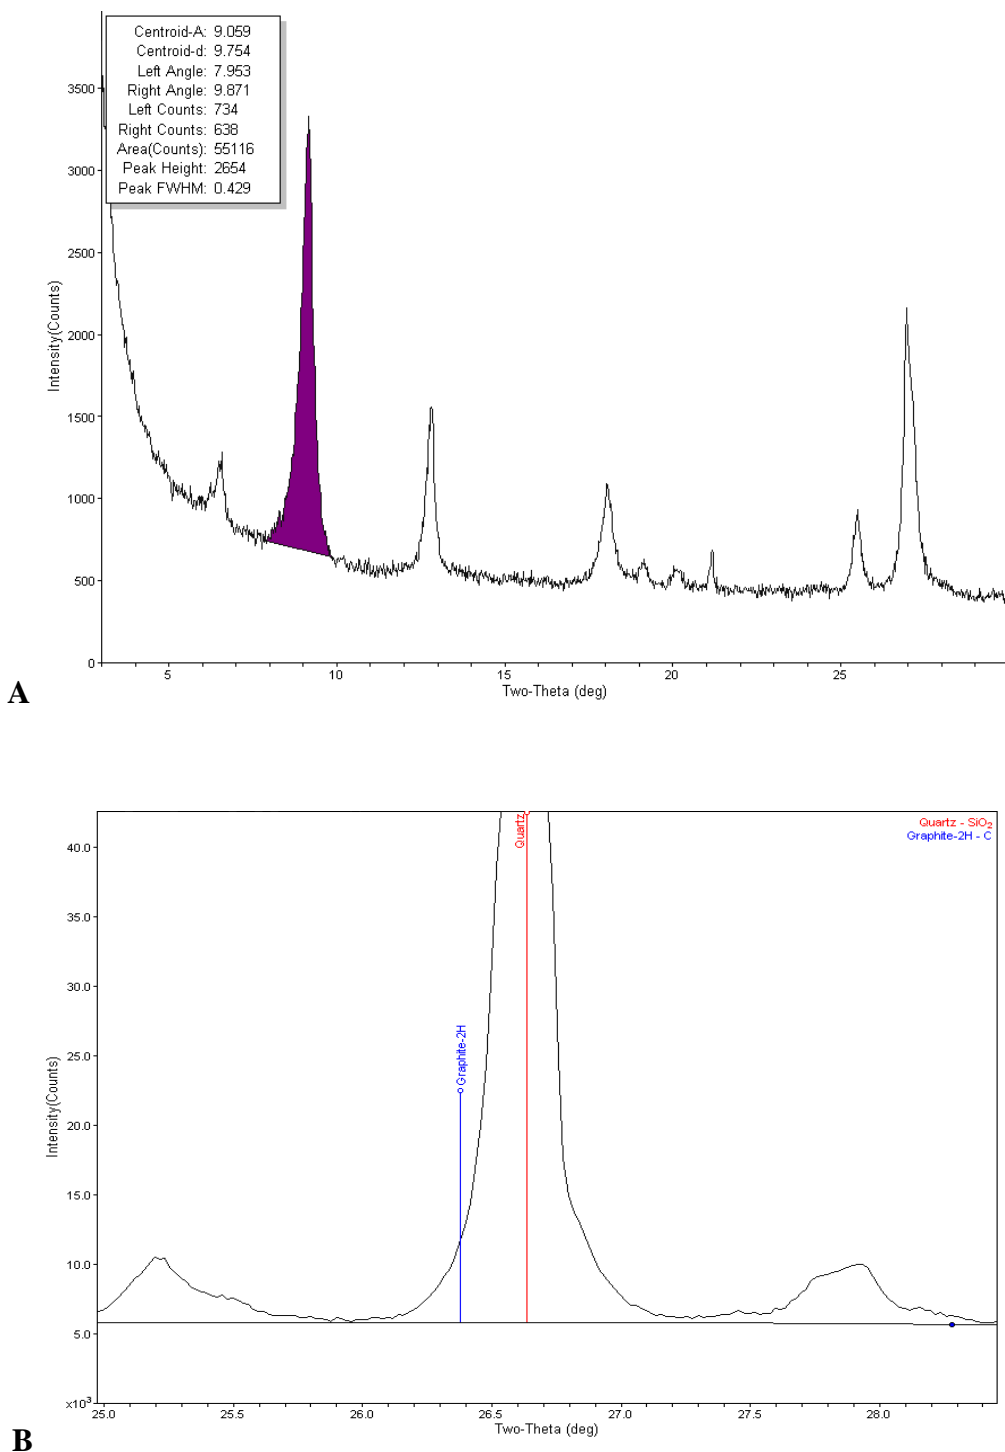 Centroid-A: 9.059
Centroid-d: 9.754
Left Angle: 7.953
Right Angle: 9.871
Left Counts: 734
Right Counts: 638
Area(Counts): 55116
Peak Height: 2654
Peak FWHM: 0.429
3500
3000
2500
2000
1500
1000
500
0
Intensity(Counts)
5 10 15 20 25
Two-Theta (deg)
A
Quartz - SiO₂
Graphite-2H - C
Quartz
Graphite-2H
40.0
35.0
30.0
25.0
20.0
15.0
10.0
5.0
x10³
Intensity(Counts)
25.0 25.5 26.0 26.5 27.0 27.5 28.0
Two-Theta (deg)
B